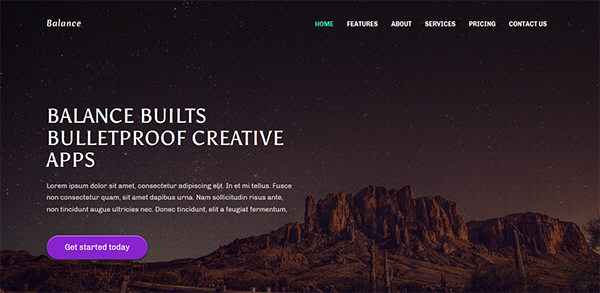 Balance
HOME FEATURES ABOUT SERVICES PRICING CONTACT US
BALANCE BUILTS
BULLETPROOF CREATIVE
APPS
Lorem ipsum dolor sit amet, consectetur adipiscing elit. In et mi tellus. Fusce
non consectetur quam, sit amet dapibus urna. Nam sollicitudin risus ante,
non tincidunt augue ultricies nec. Donec tincidunt, elit a feugiat fermentum,
Get started today